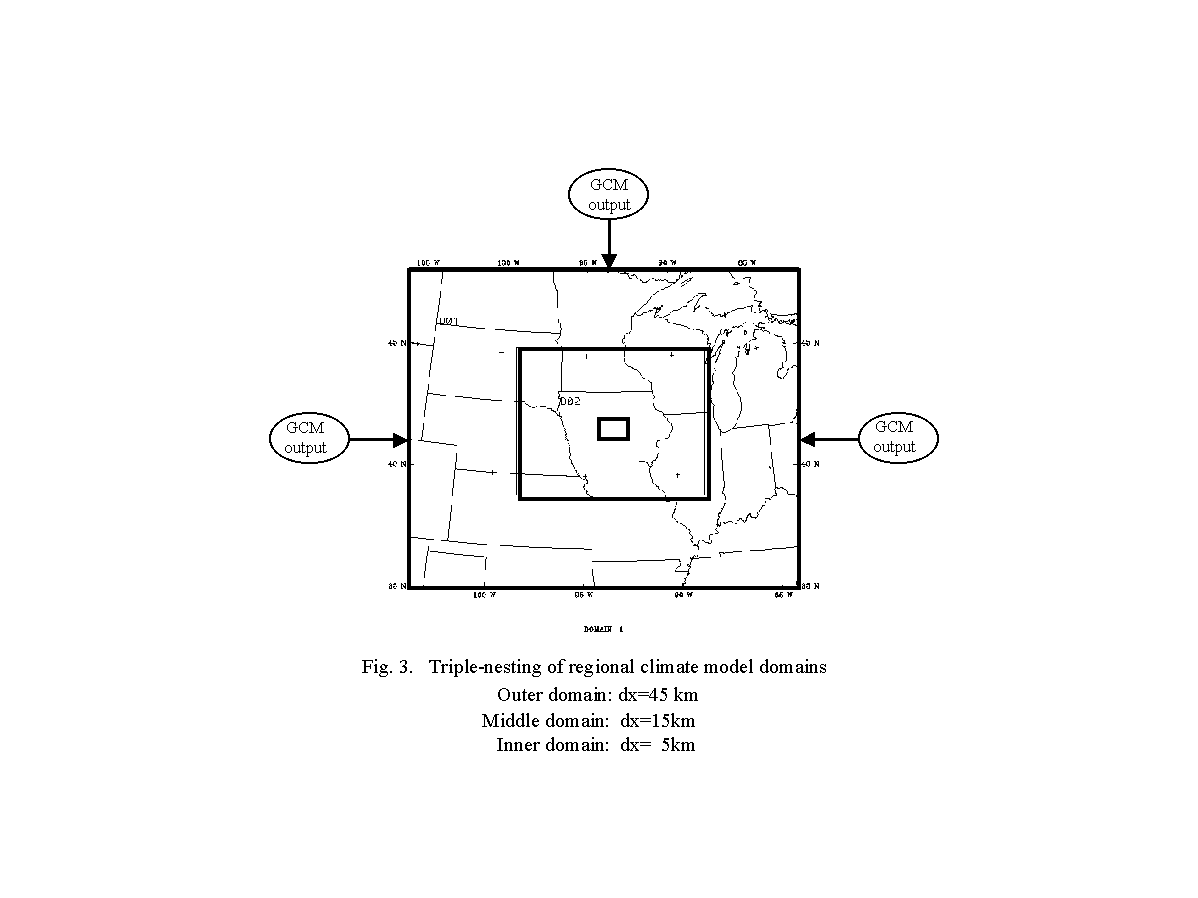 GCM
output
105 W 100 W 95 W 90 W 85 W
D01
45 N 45 N
D02
GCM
output
GCM
output
40 N 40 N
35 N 35 N
100 W 95 W 90 W 85 W
DOMAIN 1
Fig. 3. Triple-nesting of regional climate model domains
Outer domain: dx=45 km
Middle domain: dx=15km
Inner domain: dx= 5km